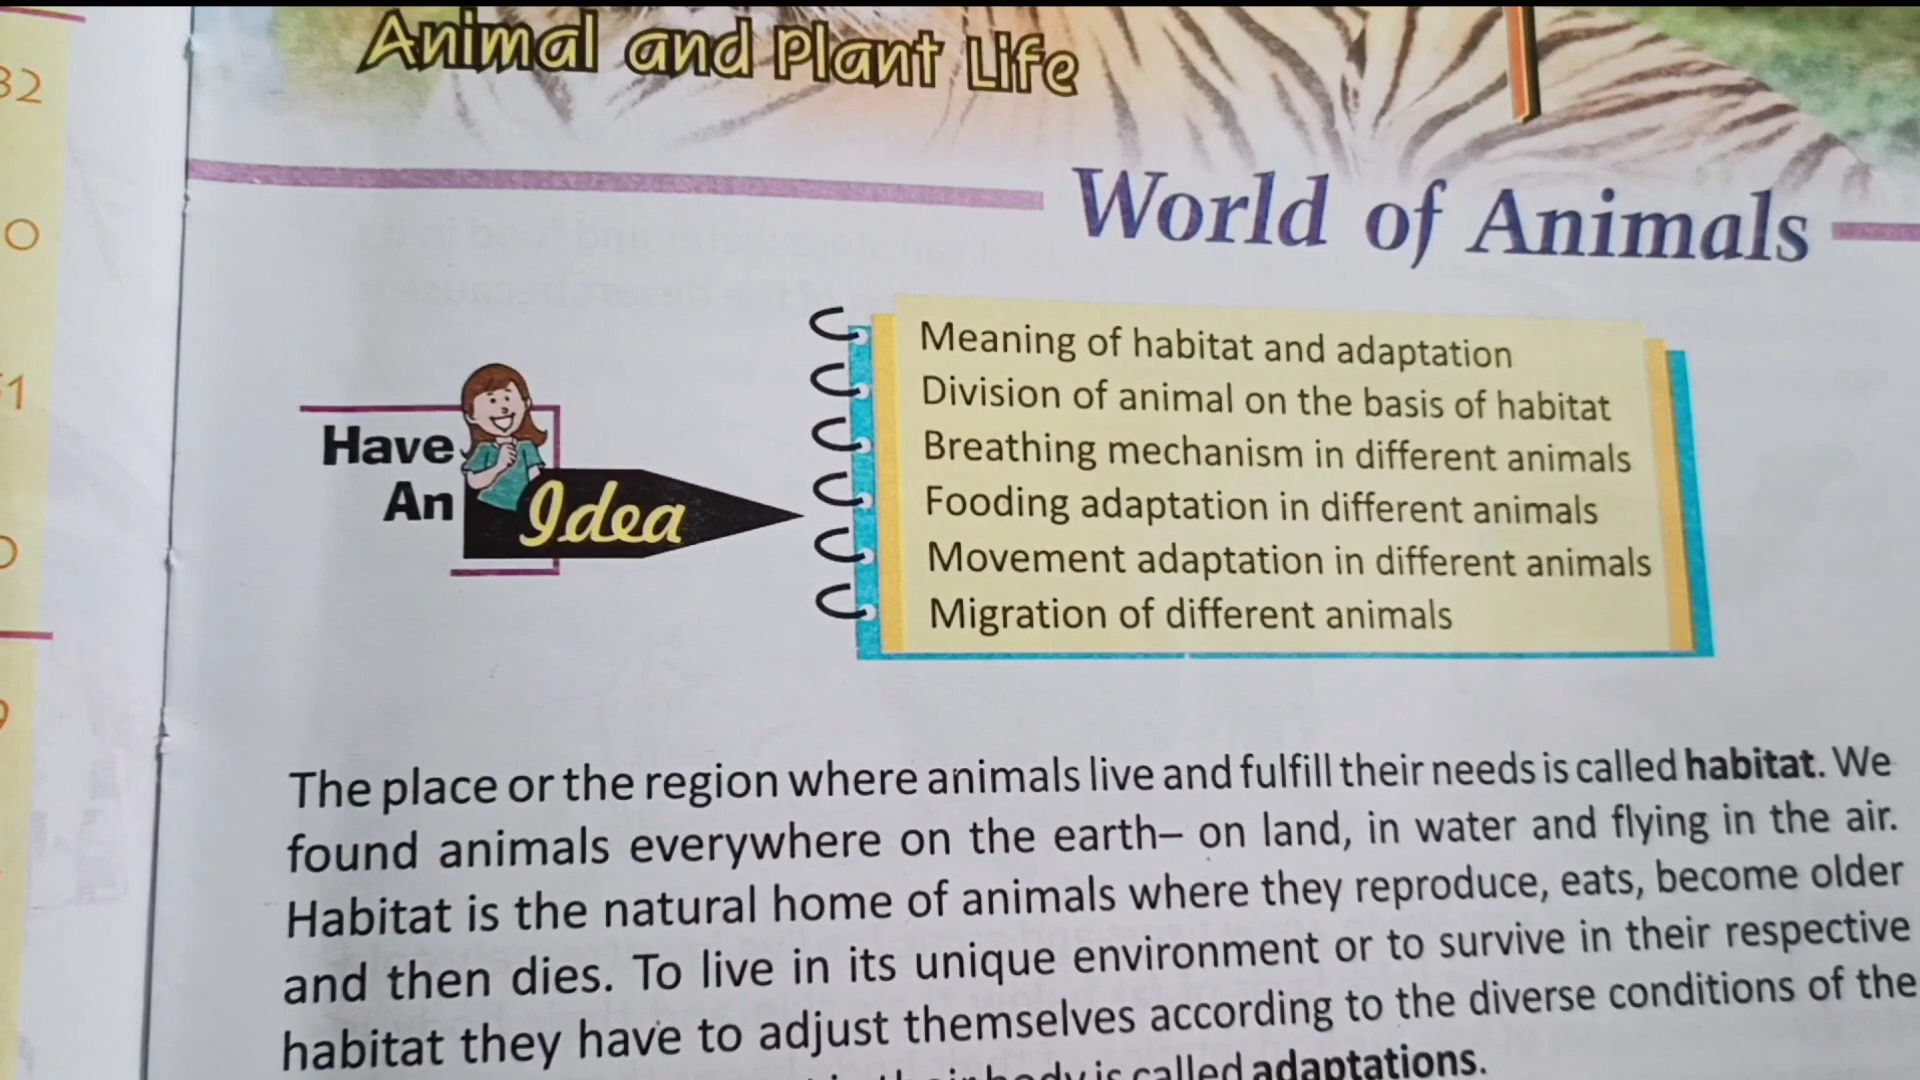 Animal and Plant Life
World of Animals
Have
An
Idea
Meaning of habitat and adaptation
Division of animal on the basis of habitat
Breathing mechanism in different animals
Fooding adaptation in different animals
Movement adaptation in different animals
Migration of different animals
The place or the region where animals live and fulfill their needs is called habitat. We
found animals everywhere on the earth– on land, in water and flying in the air.
Habitat is the natural home of animals where they reproduce, eats, become older
and then dies. To live in its unique environment or to survive in their respective
habitat they have to adjust themselves according to the diverse conditions of the
body is called adaptations.